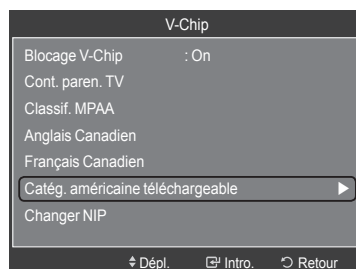 V-Chip
Blocage V-Chip : On
Cont. paren. TV
Classif. MPAA
Anglais Canadien
Français Canadien
Catég. américaine téléchargeable
Changer NIP
Dépl. Intro. Retour